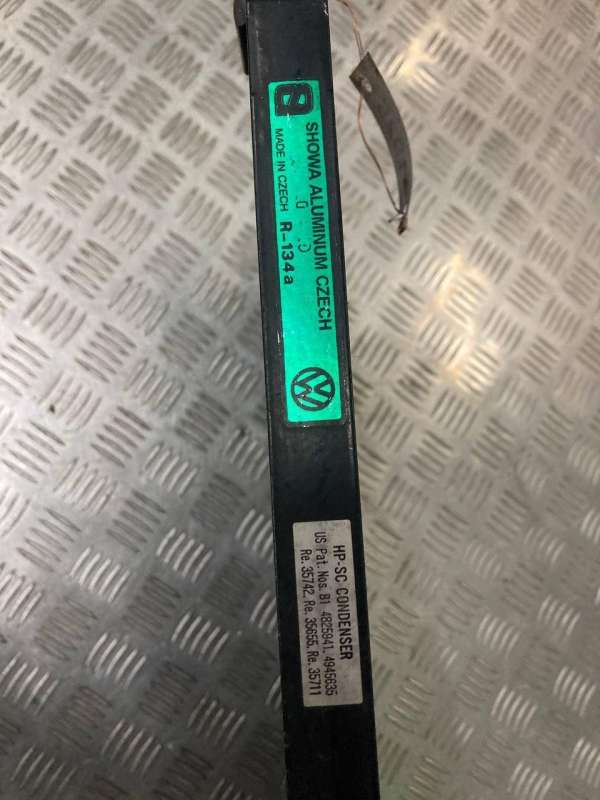 SHOWA ALUMINUM CZECH
D C
MADE IN CZECH R-134a
HP-SC CONDENSER
US Pat. Nos. B1 4825941, 4945635
Re. 35742, Re. 35655, Re. 35711